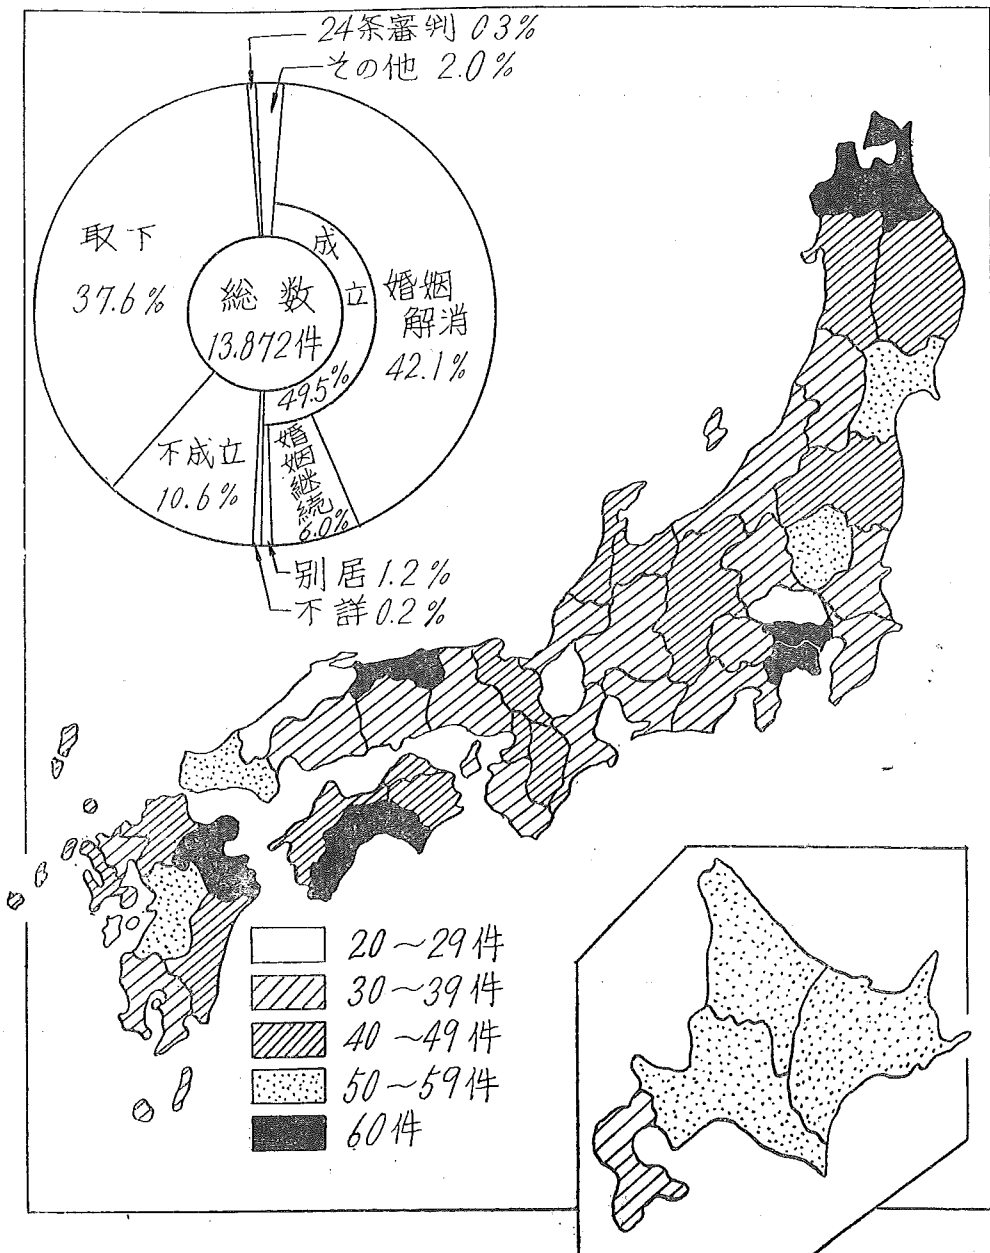 24条審判 03%
その他 2.0%
取下
37.6%
総数
13.872件
成立
49.5%
婚姻
解消
42.1%
婚姻継続
6.0%
不成立
10.6%
別居 1.2%
不詳 0.2%
20～29件
30～39件
40～49件
50～59件
60件